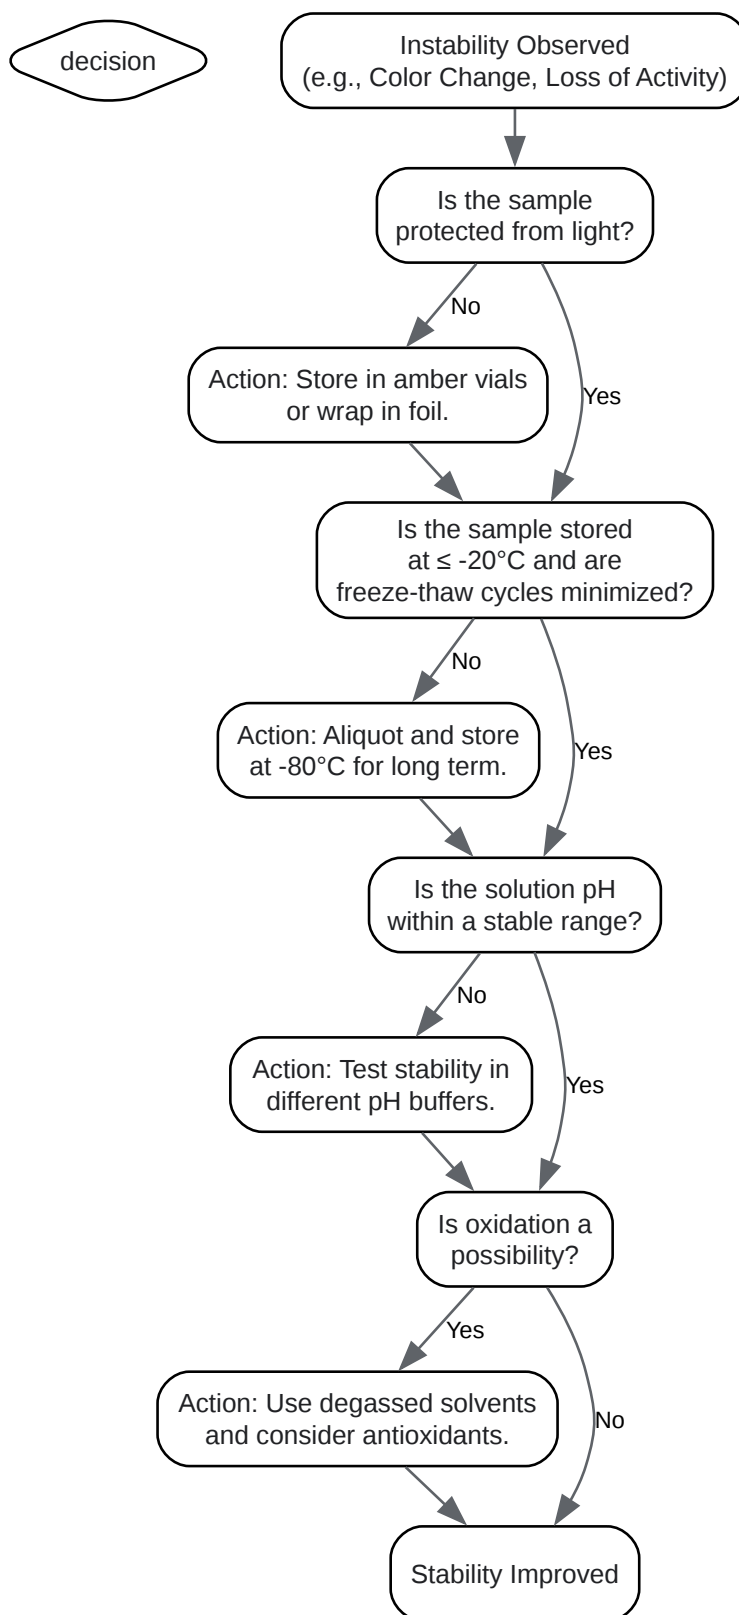 decision
Instability Observed
(e.g., Color Change, Loss of Activity)
Is the sample
protected from light?
No
Action: Store in amber vials
or wrap in foil.
Yes
Is the sample stored
at ≤ -20°C and are
freeze-thaw cycles minimized?
No
Action: Aliquot and store
at -80°C for long term.
Yes
Is the solution pH
within a stable range?
No
Action: Test stability in
different pH buffers.
Yes
Is oxidation a
possibility?
Yes
Action: Use degassed solvents
and consider antioxidants.
No
Stability Improved